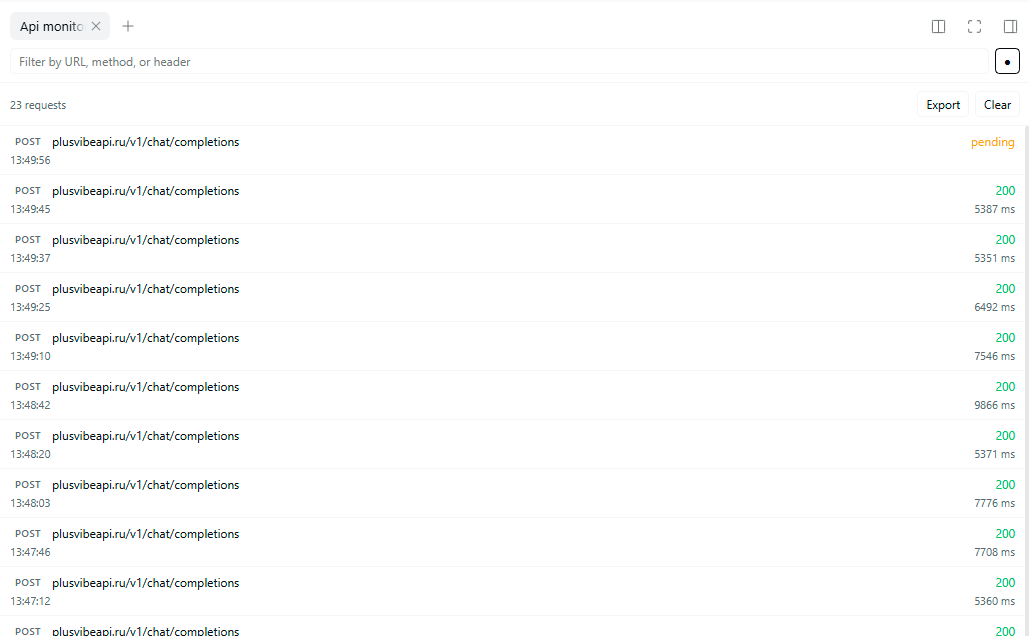 Api monito
Filter by URL, method, or header
23 requests Export Clear
POST plusvibeapi.ru/v1/chat/completions pending
13:49:56
POST plusvibeapi.ru/v1/chat/completions 200
13:49:45 5387 ms
POST plusvibeapi.ru/v1/chat/completions 200
13:49:37 5351 ms
POST plusvibeapi.ru/v1/chat/completions 200
13:49:25 6492 ms
POST plusvibeapi.ru/v1/chat/completions 200
13:49:10 7546 ms
POST plusvibeapi.ru/v1/chat/completions 200
13:48:42 9866 ms
POST plusvibeapi.ru/v1/chat/completions 200
13:48:20 5371 ms
POST plusvibeapi.ru/v1/chat/completions 200
13:48:03 7776 ms
POST plusvibeapi.ru/v1/chat/completions 200
13:47:46 7708 ms
POST plusvibeapi.ru/v1/chat/completions 200
13:47:12 5360 ms
POST plusvibeapi.ru/v1/chat/completions 200